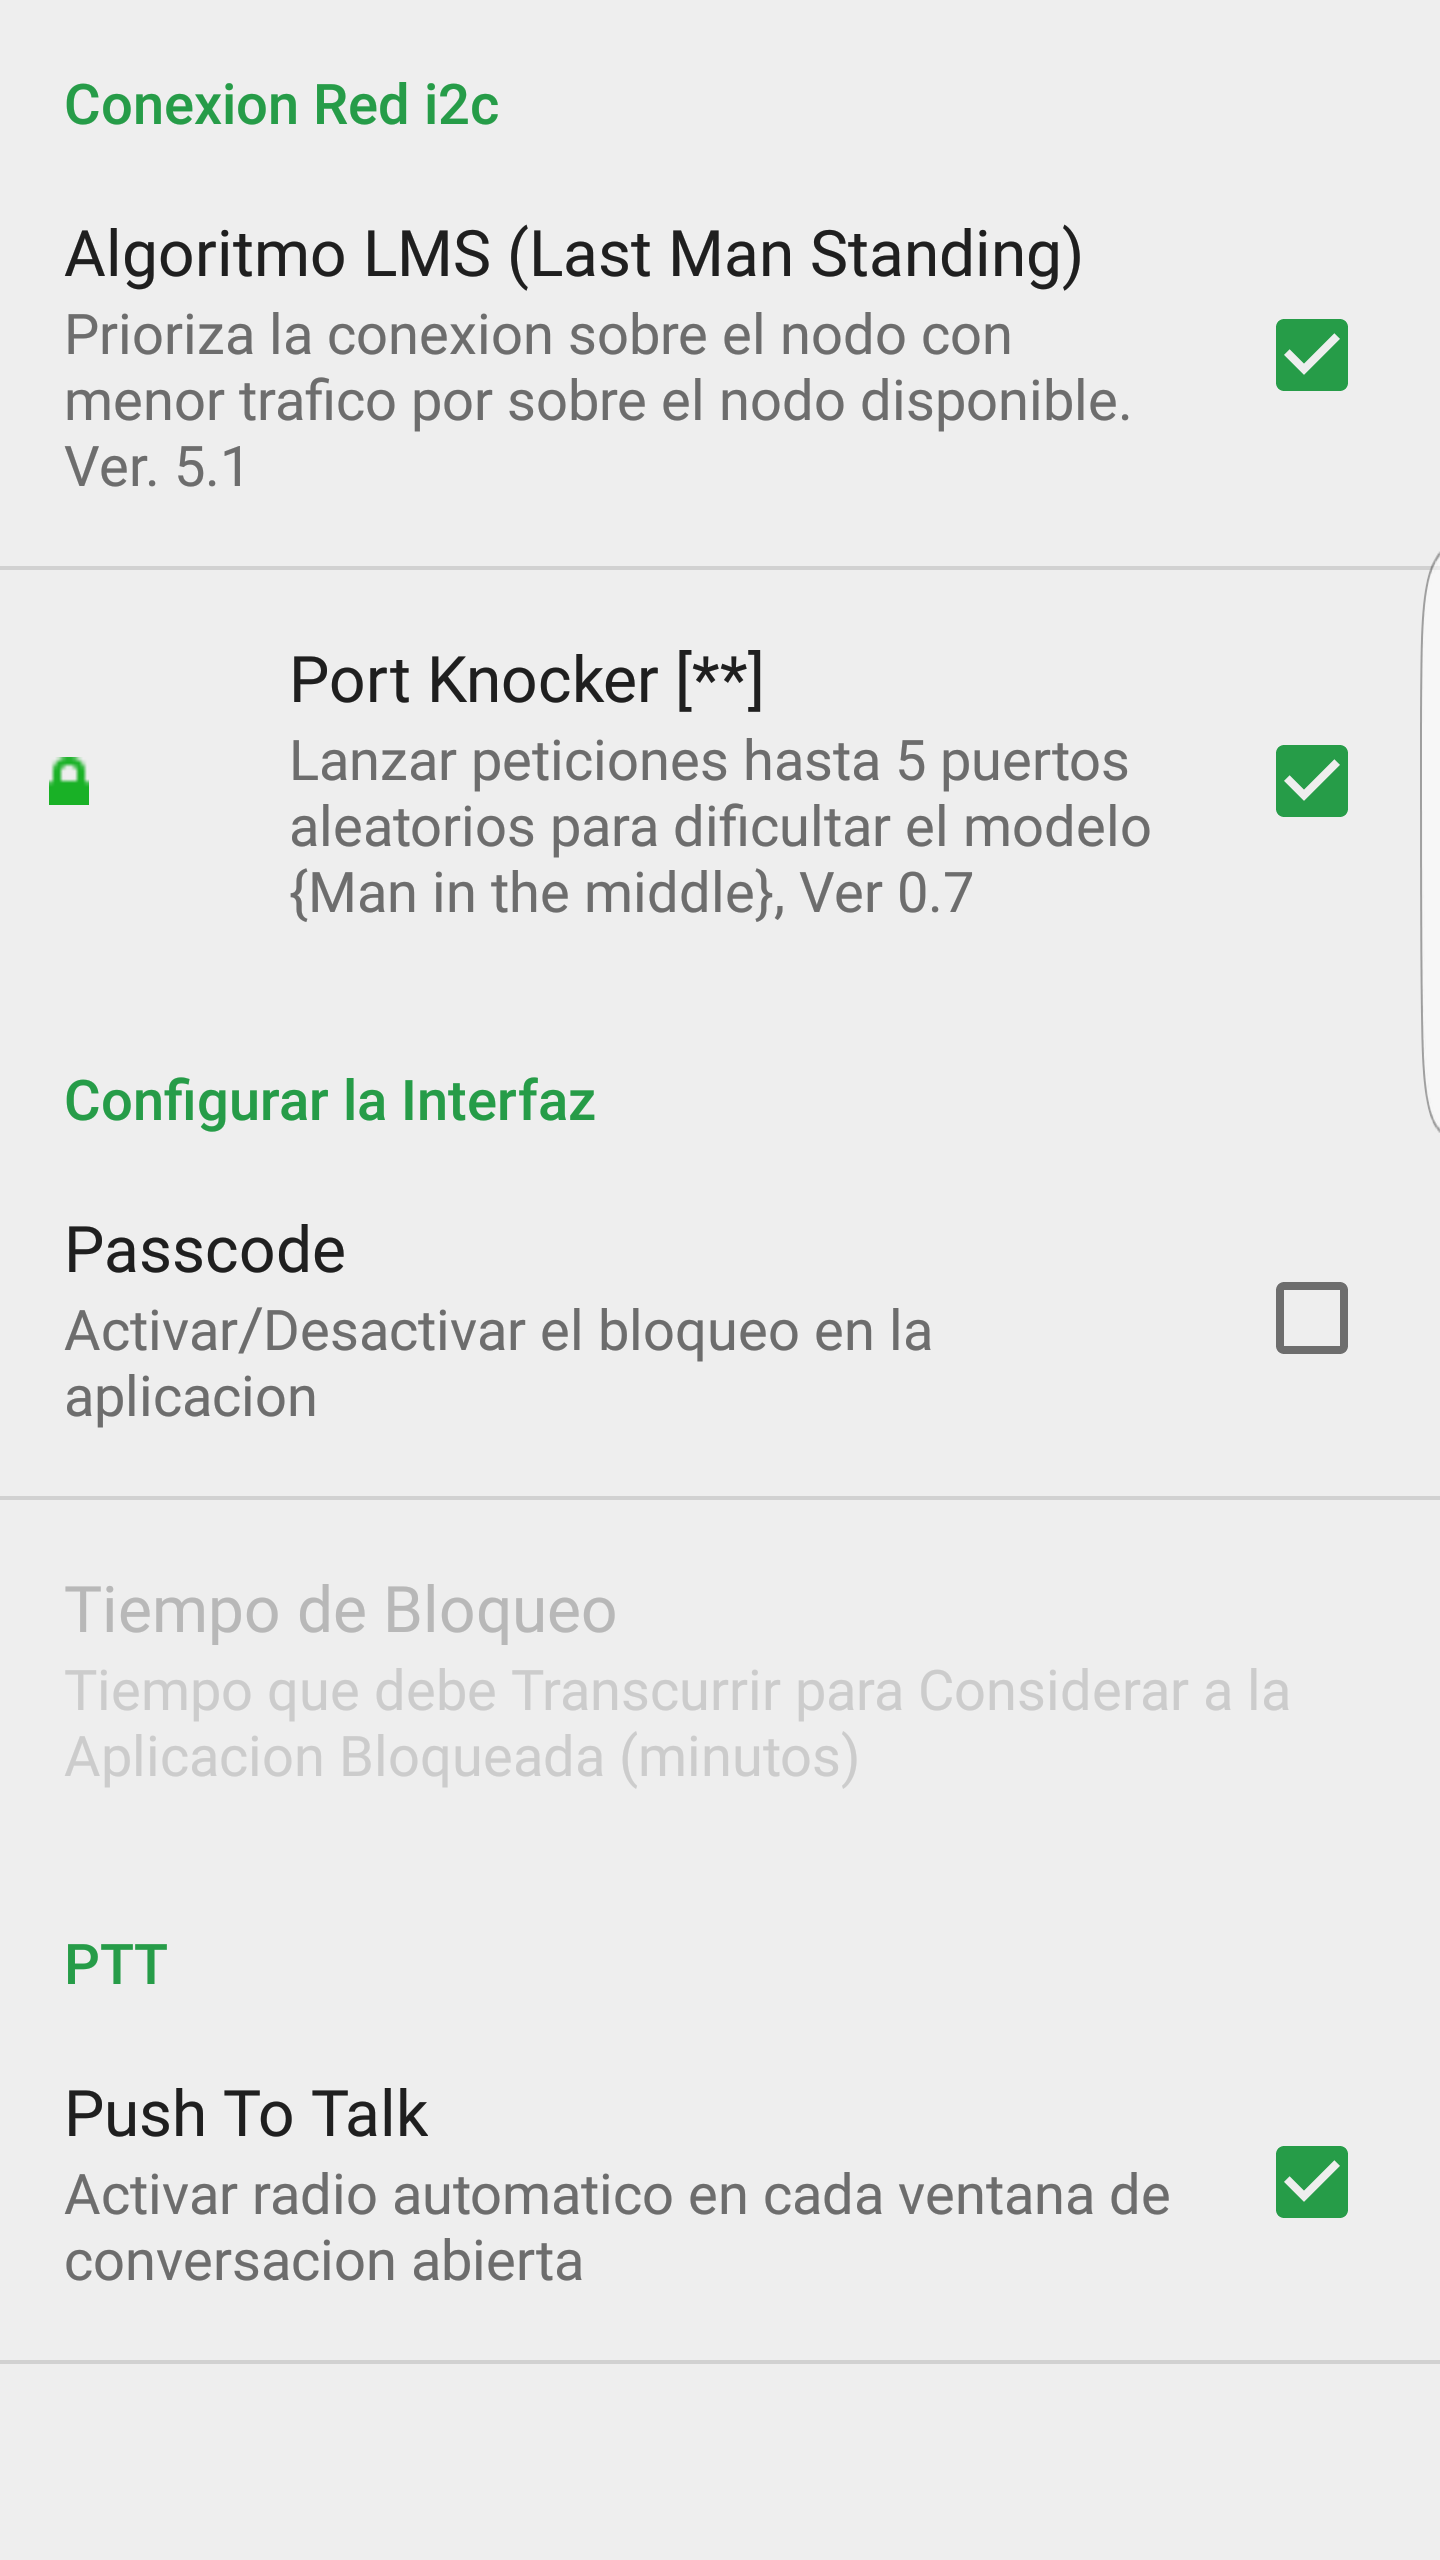 Conexion Red i2c
Algoritmo LMS (Last Man Standing)
Prioriza la conexion sobre el nodo con
menor trafico por sobre el nodo disponible.
Ver. 5.1
Port Knocker [**]
Lanzar peticiones hasta 5 puertos
aleatorios para dificultar el modelo
{Man in the middle}, Ver 0.7
Configurar la Interfaz
Passcode
Activar/Desactivar el bloqueo en la
aplicacion
Tiempo de Bloqueo
Tiempo que debe Transcurrir para Considerar a la
Aplicacion Bloqueada (minutos)
PTT
Push To Talk
Activar radio automatico en cada ventana de
conversacion abierta